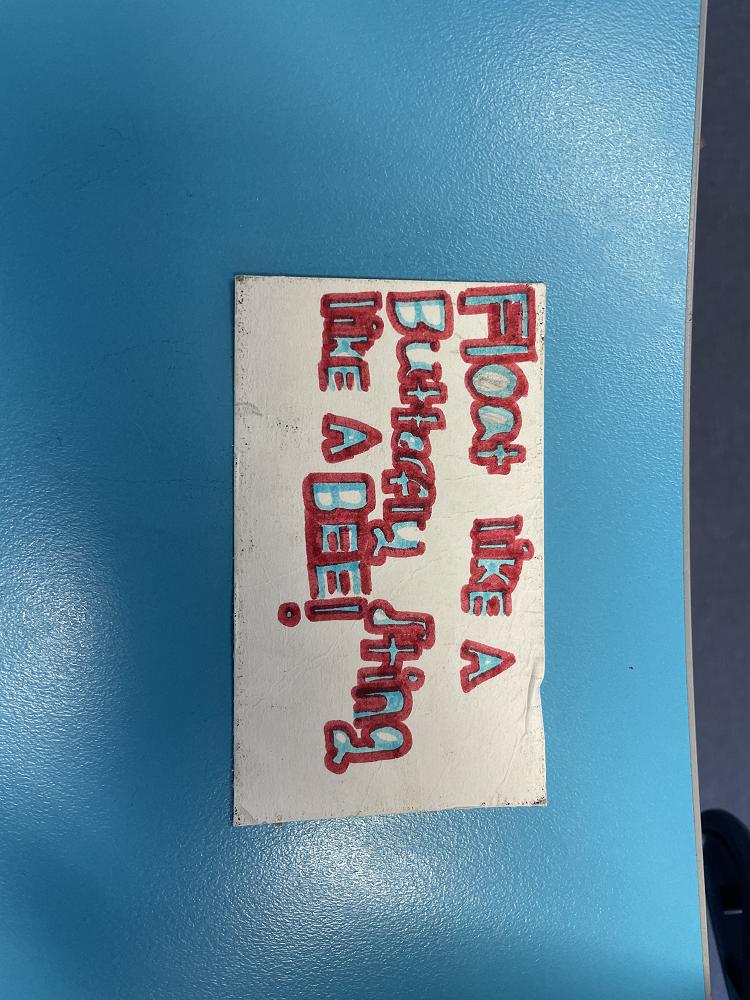 Float like A
Butterfly Sting
like A BEE!